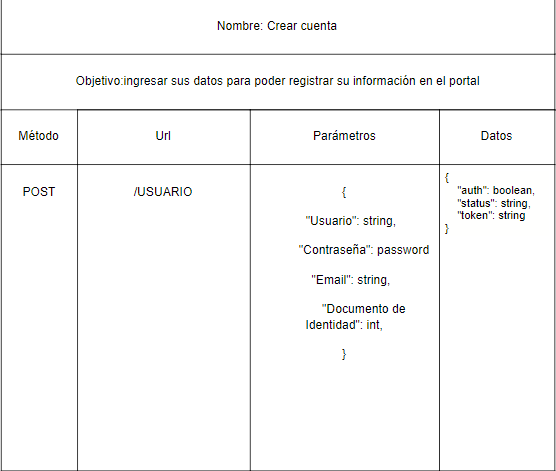 Nombre: Crear cuenta
Objetivo:ingresar sus datos para poder registrar su información en el portal
Método
Url
Parámetros
Datos
POST
/USUARIO
{
"Usuario": string,
"Contraseña": password
"Email": string,
"Documento de
Identidad": int,
}
{
"auth": boolean,
"status": string,
"token": string
}